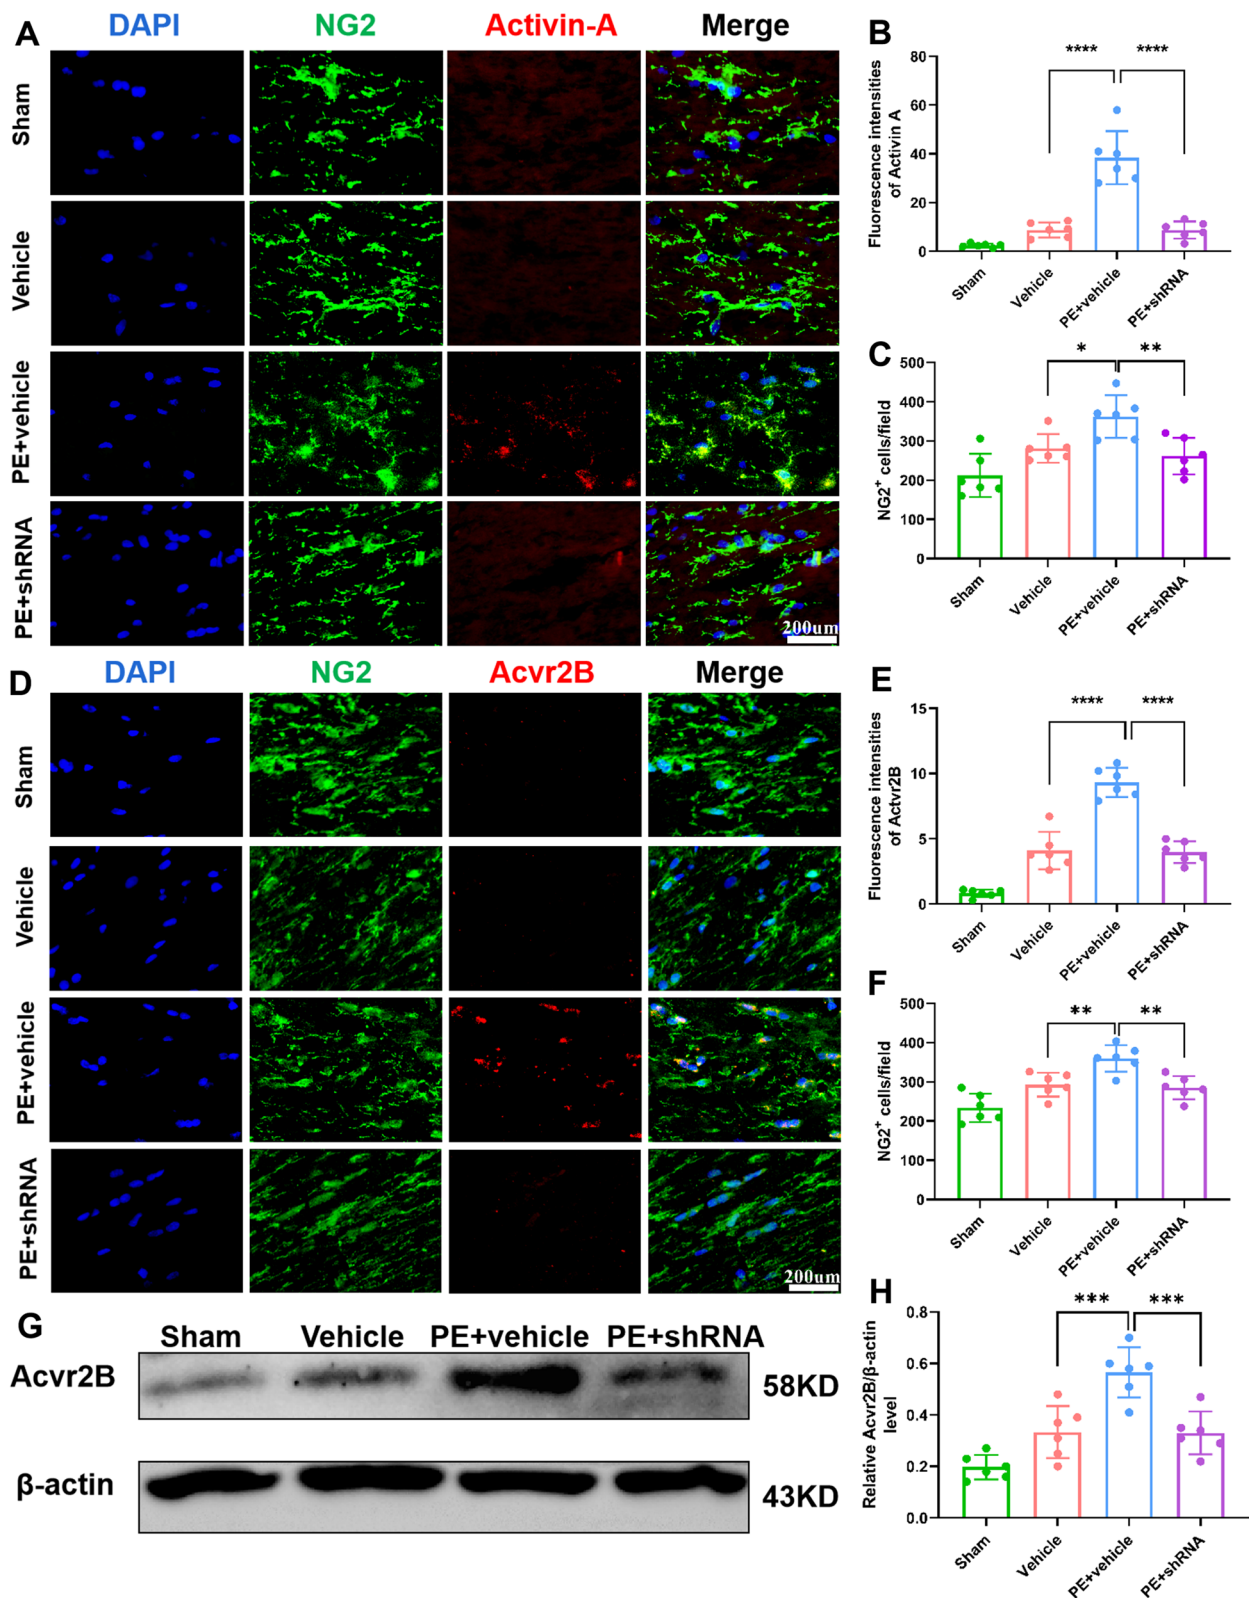 A
DAPI NG2 Activin-A Merge
Sham
Vehicle
PE+vehicle
PE+shRNA
200um
B
**** ****
Fluorescence intensities
of Activin A
80
60
40
20
0
Sham Vehicle PE+vehicle PE+shRNA
C
* **
NG2+ cells/field
500
400
300
200
100
0
Sham Vehicle PE+vehicle PE+shRNA
D
DAPI NG2 Acvr2B Merge
Sham
Vehicle
PE+vehicle
PE+shRNA
200um
E
**** ****
Fluorescence intensities
of Actvr2B
15
10
5
0
Sham Vehicle PE+vehicle PE+shRNA
F
** **
NG2+ cells/field
500
400
300
200
100
0
Sham Vehicle PE+vehicle PE+shRNA
G
Sham Vehicle PE+vehicle PE+shRNA
Acvr2B 58KD
β-actin 43KD
H
*** ***
Relative Acvr2B/β-actin
level
0.8
0.6
0.4
0.2
0.0
Sham Vehicle PE+vehicle PE+shRNA